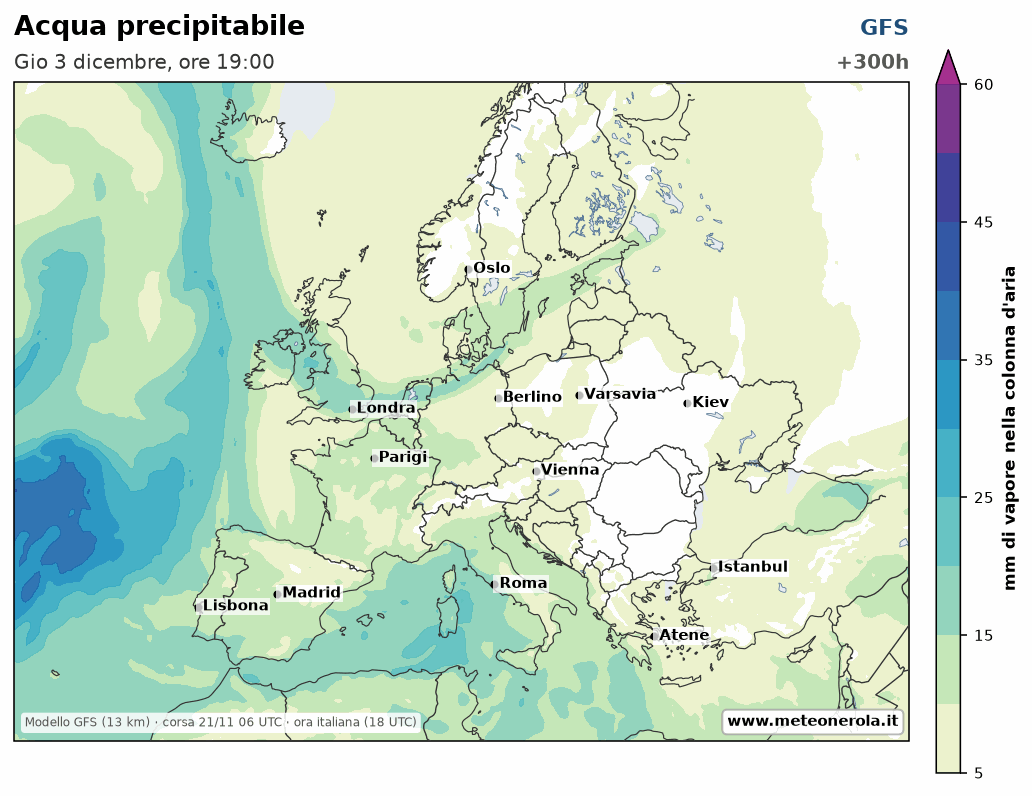 Acqua precipitabile
GFS
Gio 3 dicembre, ore 19:00
+300h
60
45
35
25
15
5
mm di vapore nella colonna d'aria
Oslo
Londra
Berlino
Varsavia
Kiev
Parigi
Vienna
Istanbul
Roma
Madrid
Lisbona
Atene
Modello GFS (13 km) · corsa 21/11 06 UTC · ora italiana (18 UTC)
www.meteonerola.it